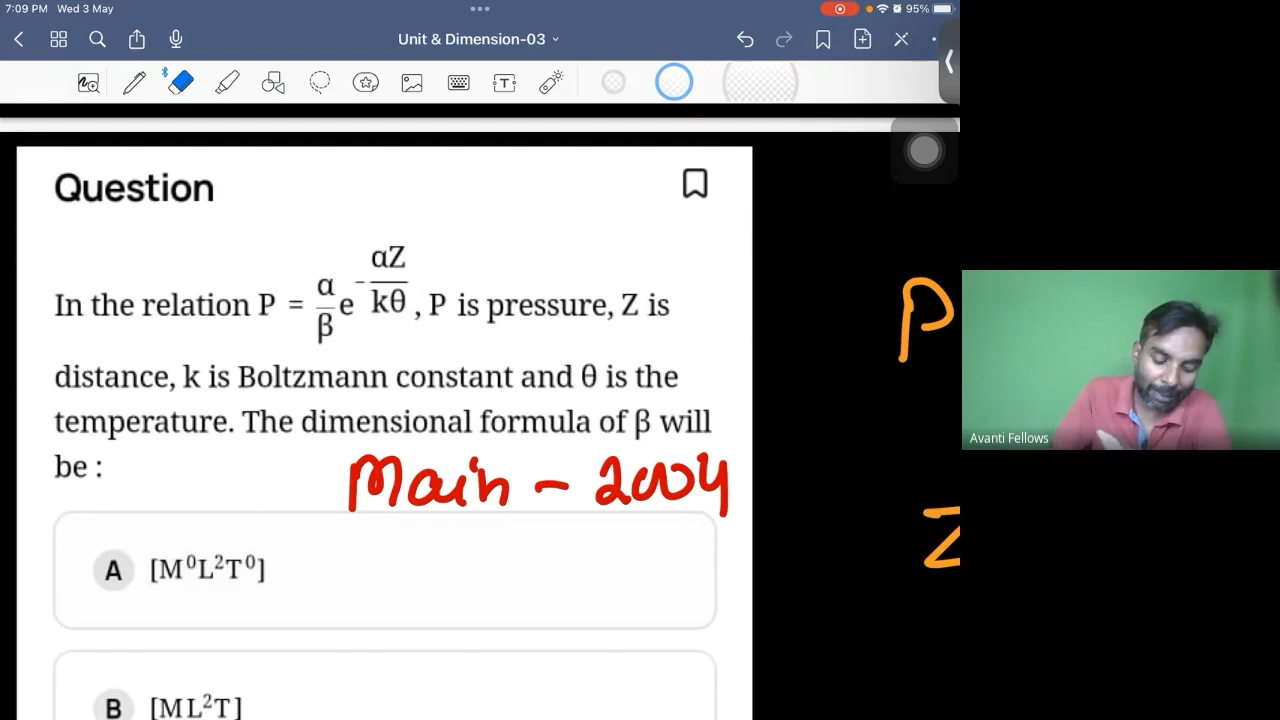 7:09 PM Wed 3 May
95%
Unit & Dimension-03
Question
In the relation P = α/β e^(-αZ/kθ), P is pressure, Z is
distance, k is Boltzmann constant and θ is the
temperature. The dimensional formula of β will
be :
Main - 2004
A [M⁰L²T⁰]
B [ML²T]
P
Z
Avanti Fellows